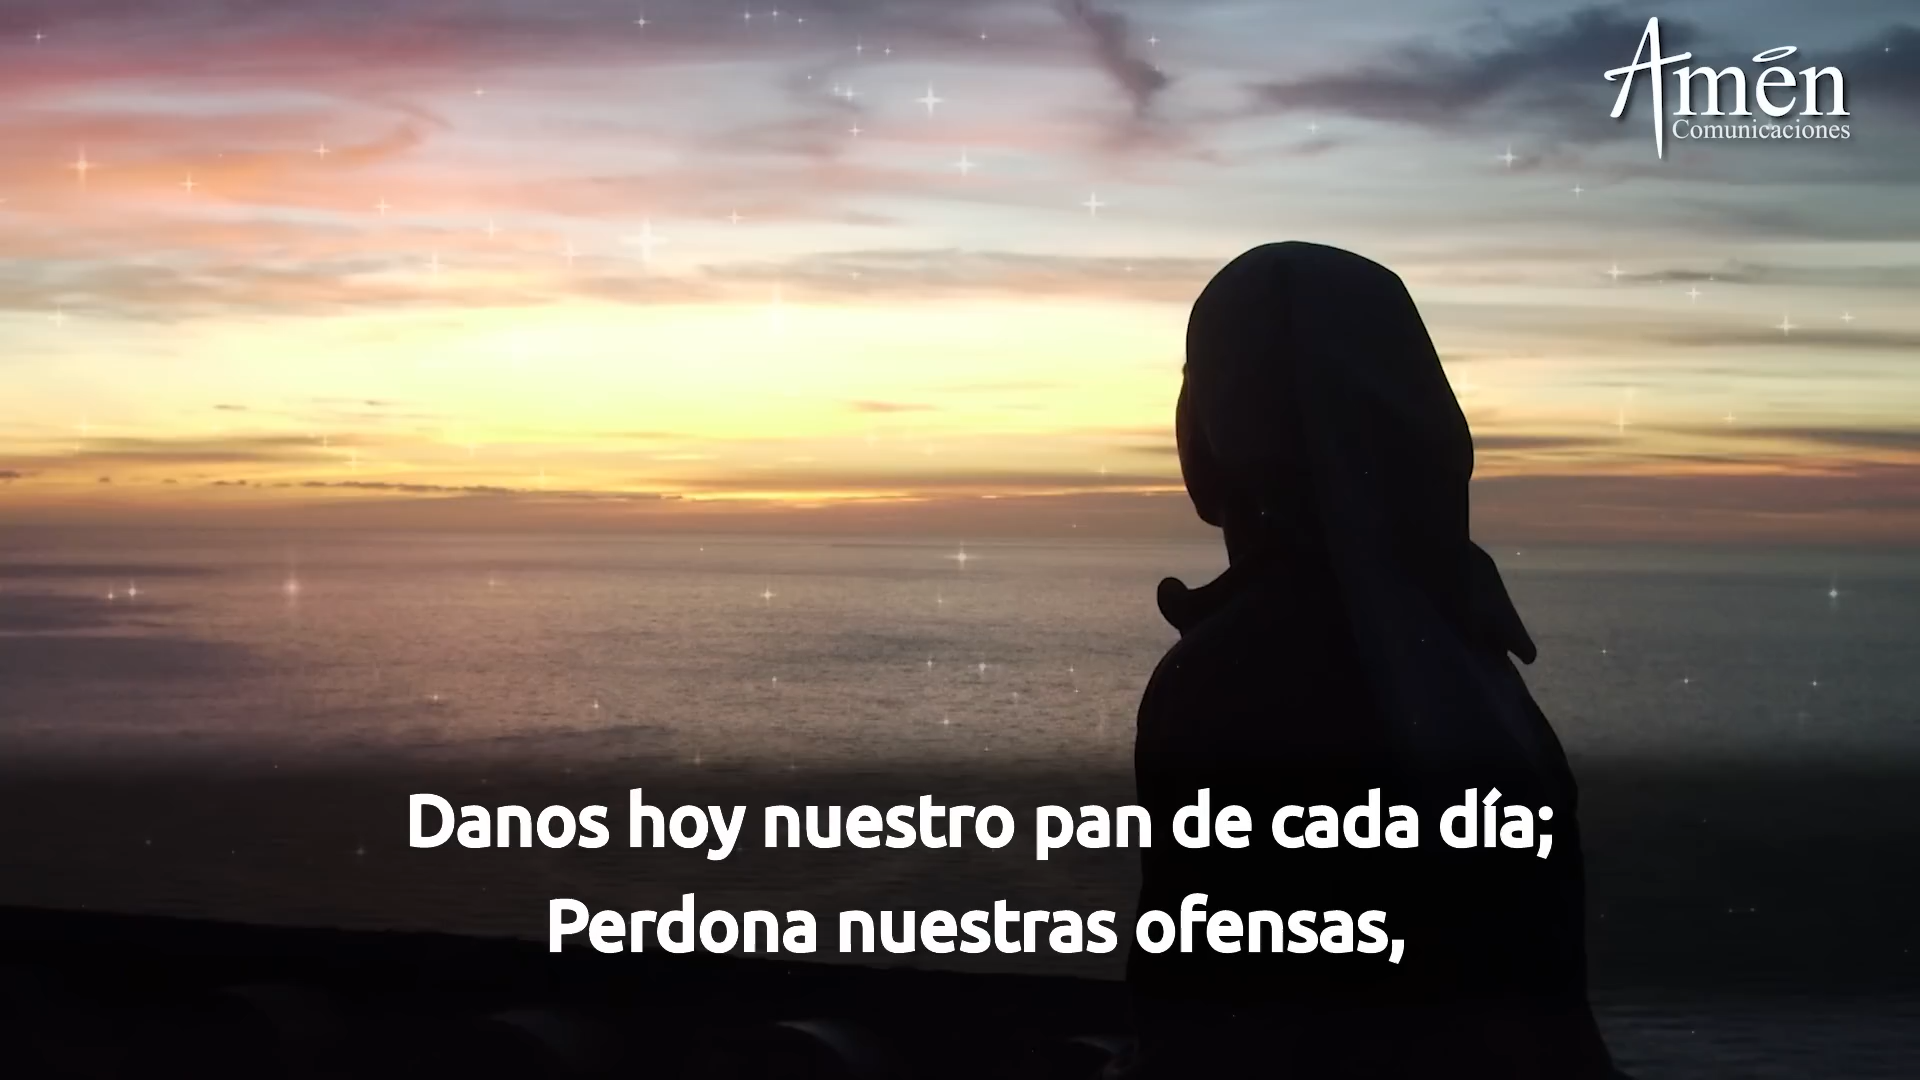 Amén
Comunicaciones
Danos hoy nuestro pan de cada día;
Perdona nuestras ofensas,